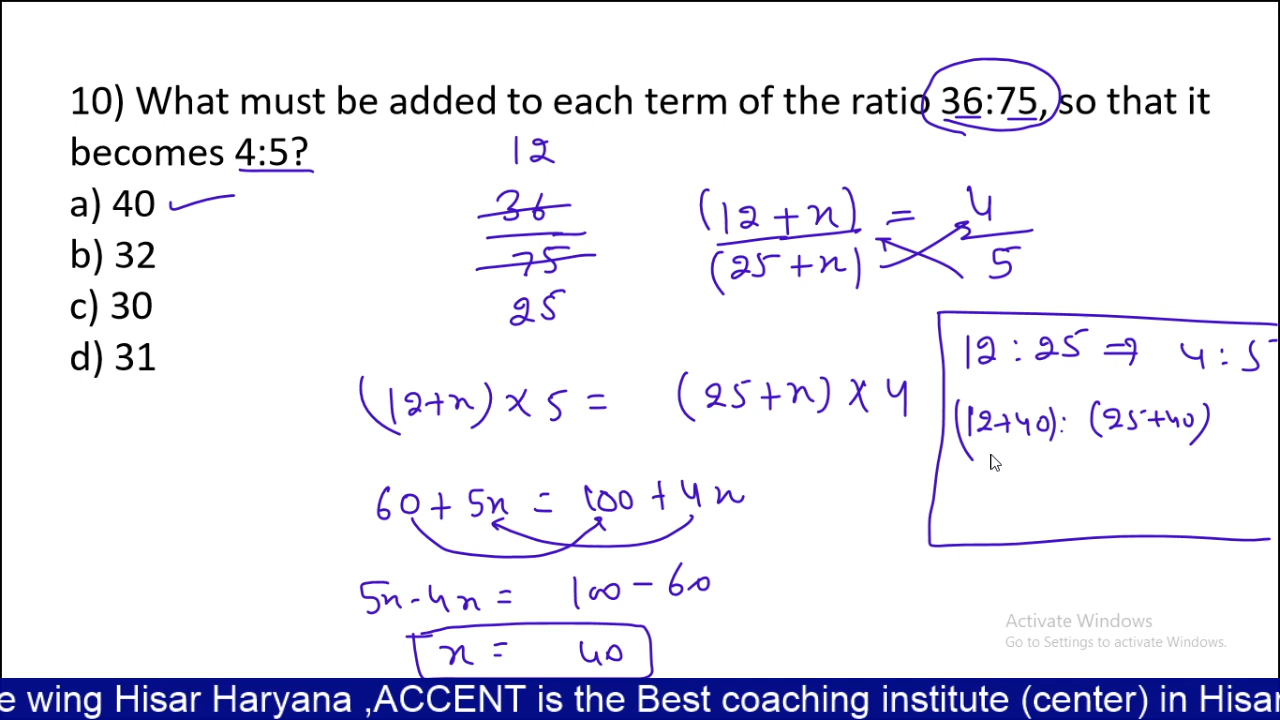 10) What must be added to each term of the ratio 36:75, so that it
becomes 4:5?
a) 40
b) 32
c) 30
d) 31
12
36
75
25
(12+x) = 4
(25+x) 5
12 : 25 ⇒ 4 : 5
(12+40): (25+40)
(12+x) × 5 = (25+x) × 4
60 + 5x = 100 + 4x
5x - 4x = 100 - 60
x = 40
Activate Windows
Go to Settings to activate Windows.
e wing Hisar Haryana ,ACCENT is the Best coaching institute (center) in Hisar